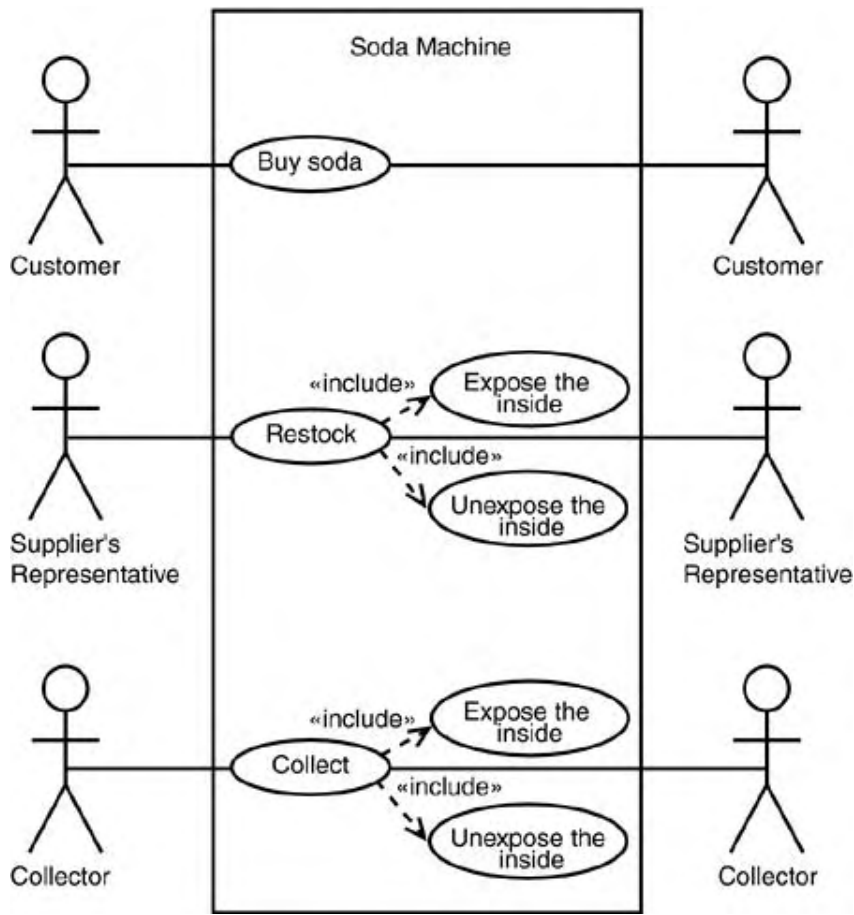 Soda Machine
Buy soda
Customer
Customer
«include»
Expose the
inside
Restock
«include»
Unexpose the
inside
Supplier's
Representative
Supplier's
Representative
«include»
Expose the
inside
Collect
«include»
Unexpose the
inside
Collector
Collector